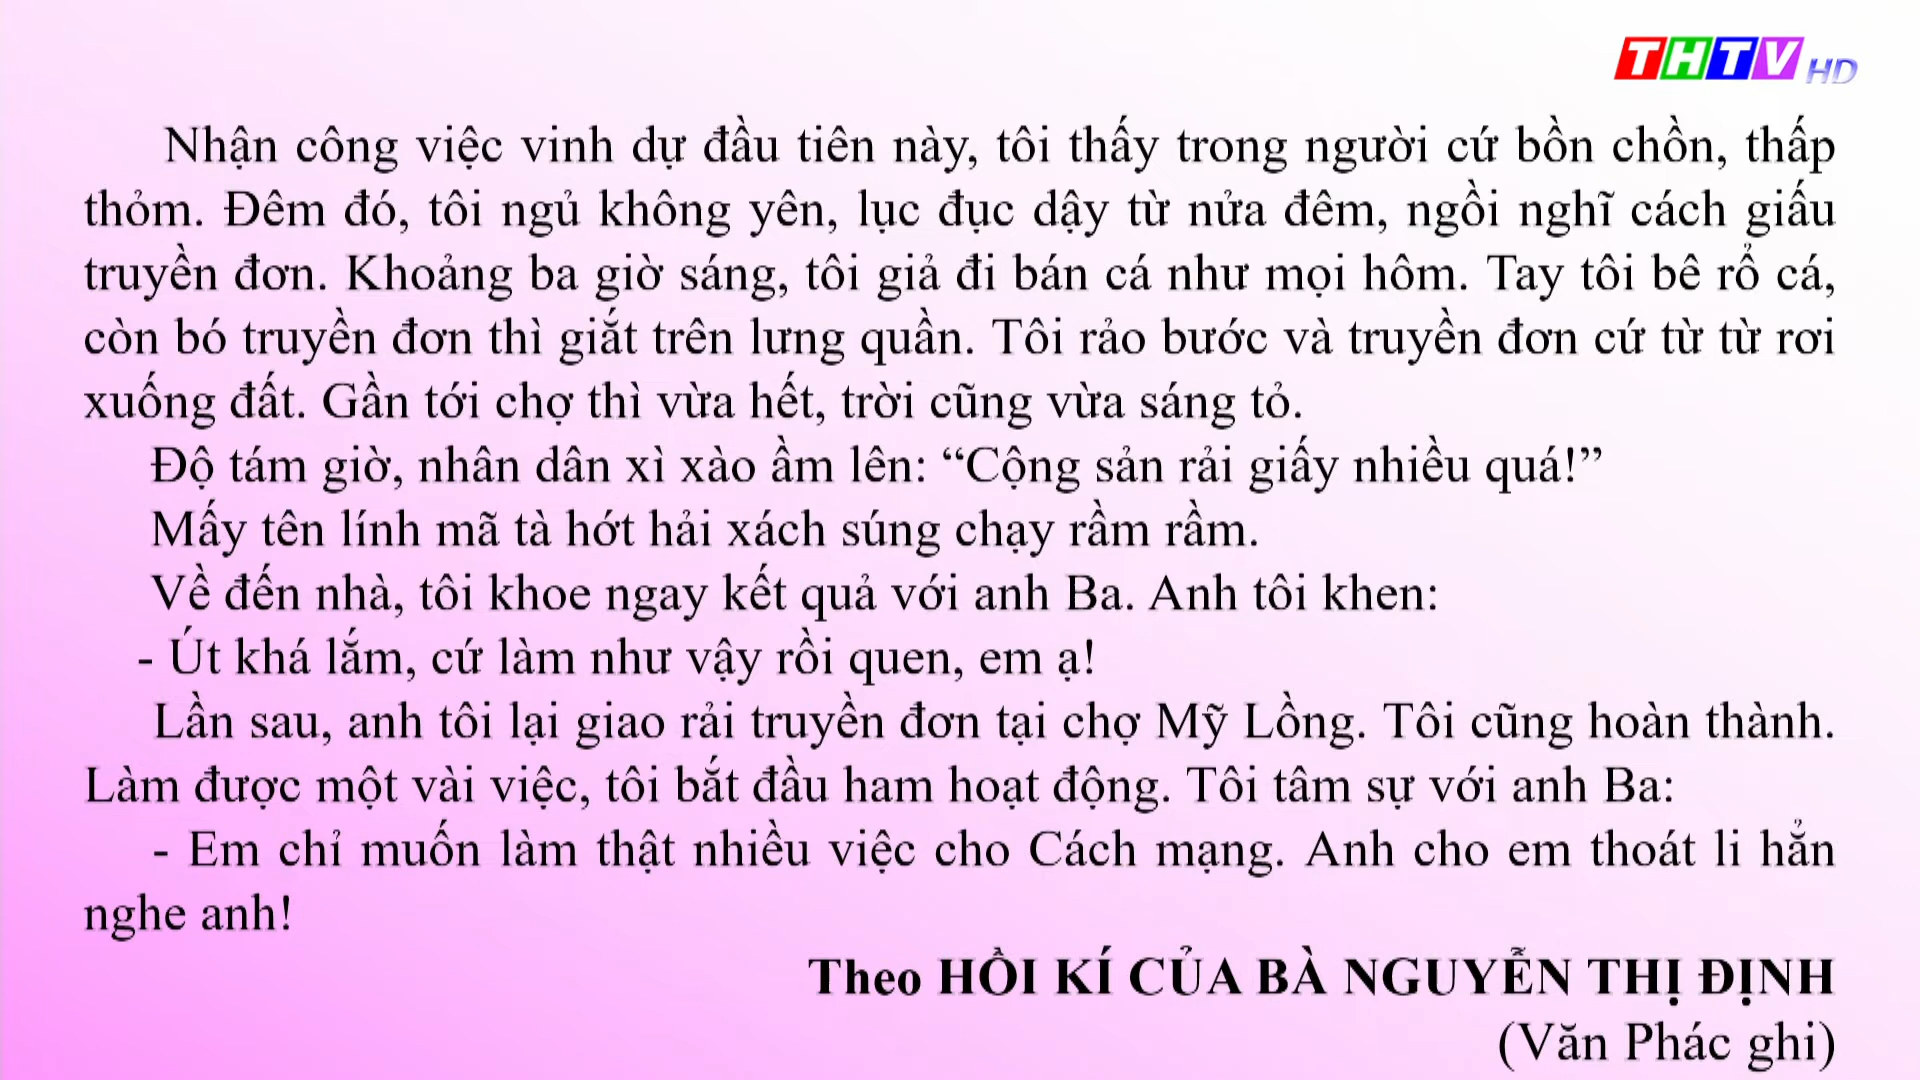 THTV HD
Nhận công việc vinh dự đầu tiên này, tôi thấy trong người cứ bồn chồn, thấp
thỏm. Đêm đó, tôi ngủ không yên, lục đục dậy từ nửa đêm, ngồi nghĩ cách giấu
truyền đơn. Khoảng ba giờ sáng, tôi giả đi bán cá như mọi hôm. Tay tôi bê rổ cá,
còn bó truyền đơn thì giắt trên lưng quần. Tôi rảo bước và truyền đơn cứ từ từ rơi
xuống đất. Gần tới chợ thì vừa hết, trời cũng vừa sáng tỏ.
Độ tám giờ, nhân dân xì xào ầm lên: “Cộng sản rải giấy nhiều quá!”
Mấy tên lính mã tà hớt hải xách súng chạy rầm rầm.
Về đến nhà, tôi khoe ngay kết quả với anh Ba. Anh tôi khen:
- Út khá lắm, cứ làm như vậy rồi quen, em ạ!
Lần sau, anh tôi lại giao rải truyền đơn tại chợ Mỹ Lồng. Tôi cũng hoàn thành.
Làm được một vài việc, tôi bắt đầu ham hoạt động. Tôi tâm sự với anh Ba:
- Em chỉ muốn làm thật nhiều việc cho Cách mạng. Anh cho em thoát li hẳn
nghe anh!
Theo HỒI KÍ CỦA BÀ NGUYỄN THỊ ĐỊNH
(Văn Phác ghi)